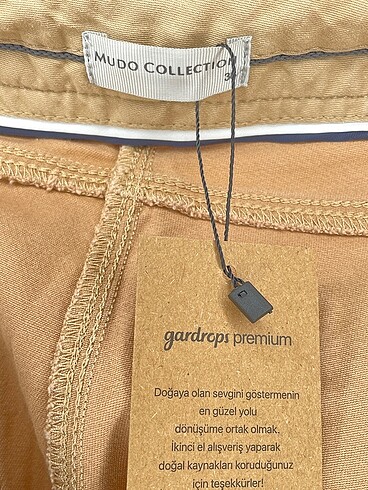 MUDO COLLECTION
gardrops premium
Doğaya olan sevgini göstermenin
en güzel yolu
dönüşüme ortak olmak.
İkinci el alışveriş yaparak
doğal kaynakları koruduğunuz
için teşekkürler!